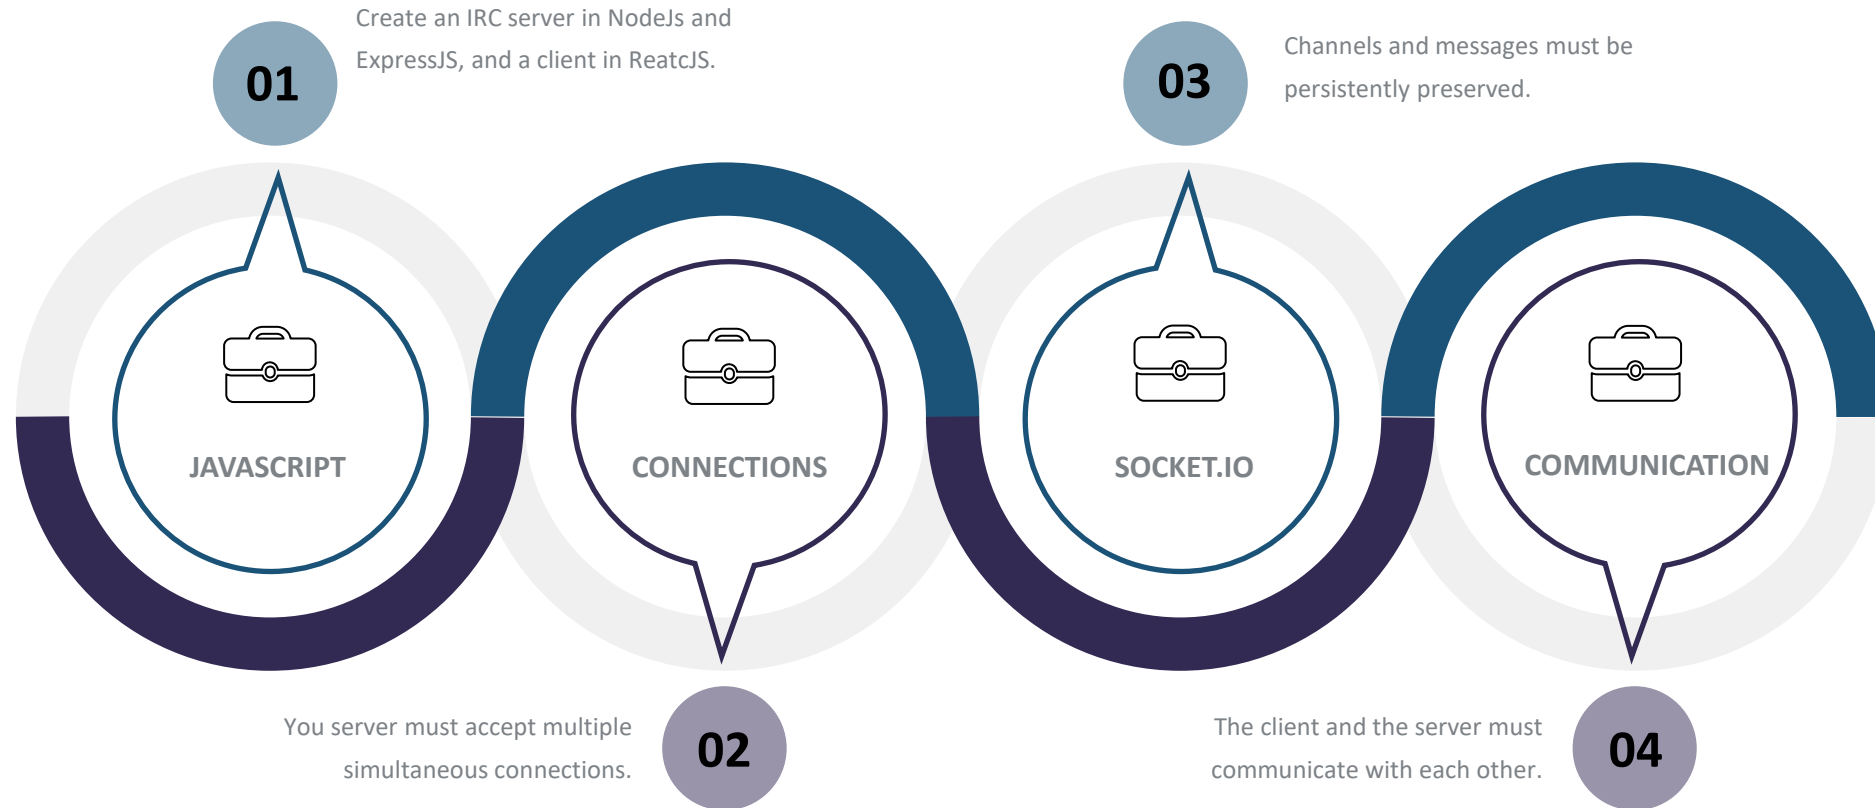 01
Create an IRC server in NodeJs and
ExpressJS, and a client in ReatcJS.
03
Channels and messages must be
persistently preserved.
JAVASCRIPT
CONNECTIONS
SOCKET.IO
COMMUNICATION
You server must accept multiple
simultaneous connections.
02
The client and the server must
communicate with each other.
04